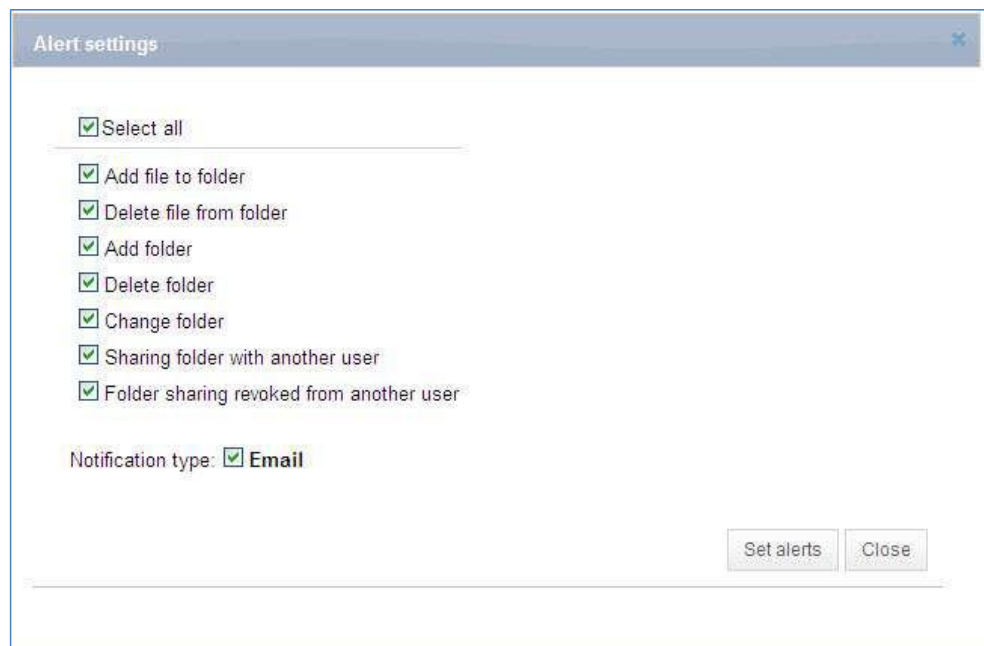 Alert settings
Select all
Add file to folder
Delete file from folder
Add folder
Delete folder
Change folder
Sharing folder with another user
Folder sharing revoked from another user
Notification type: Email
Set alerts Close